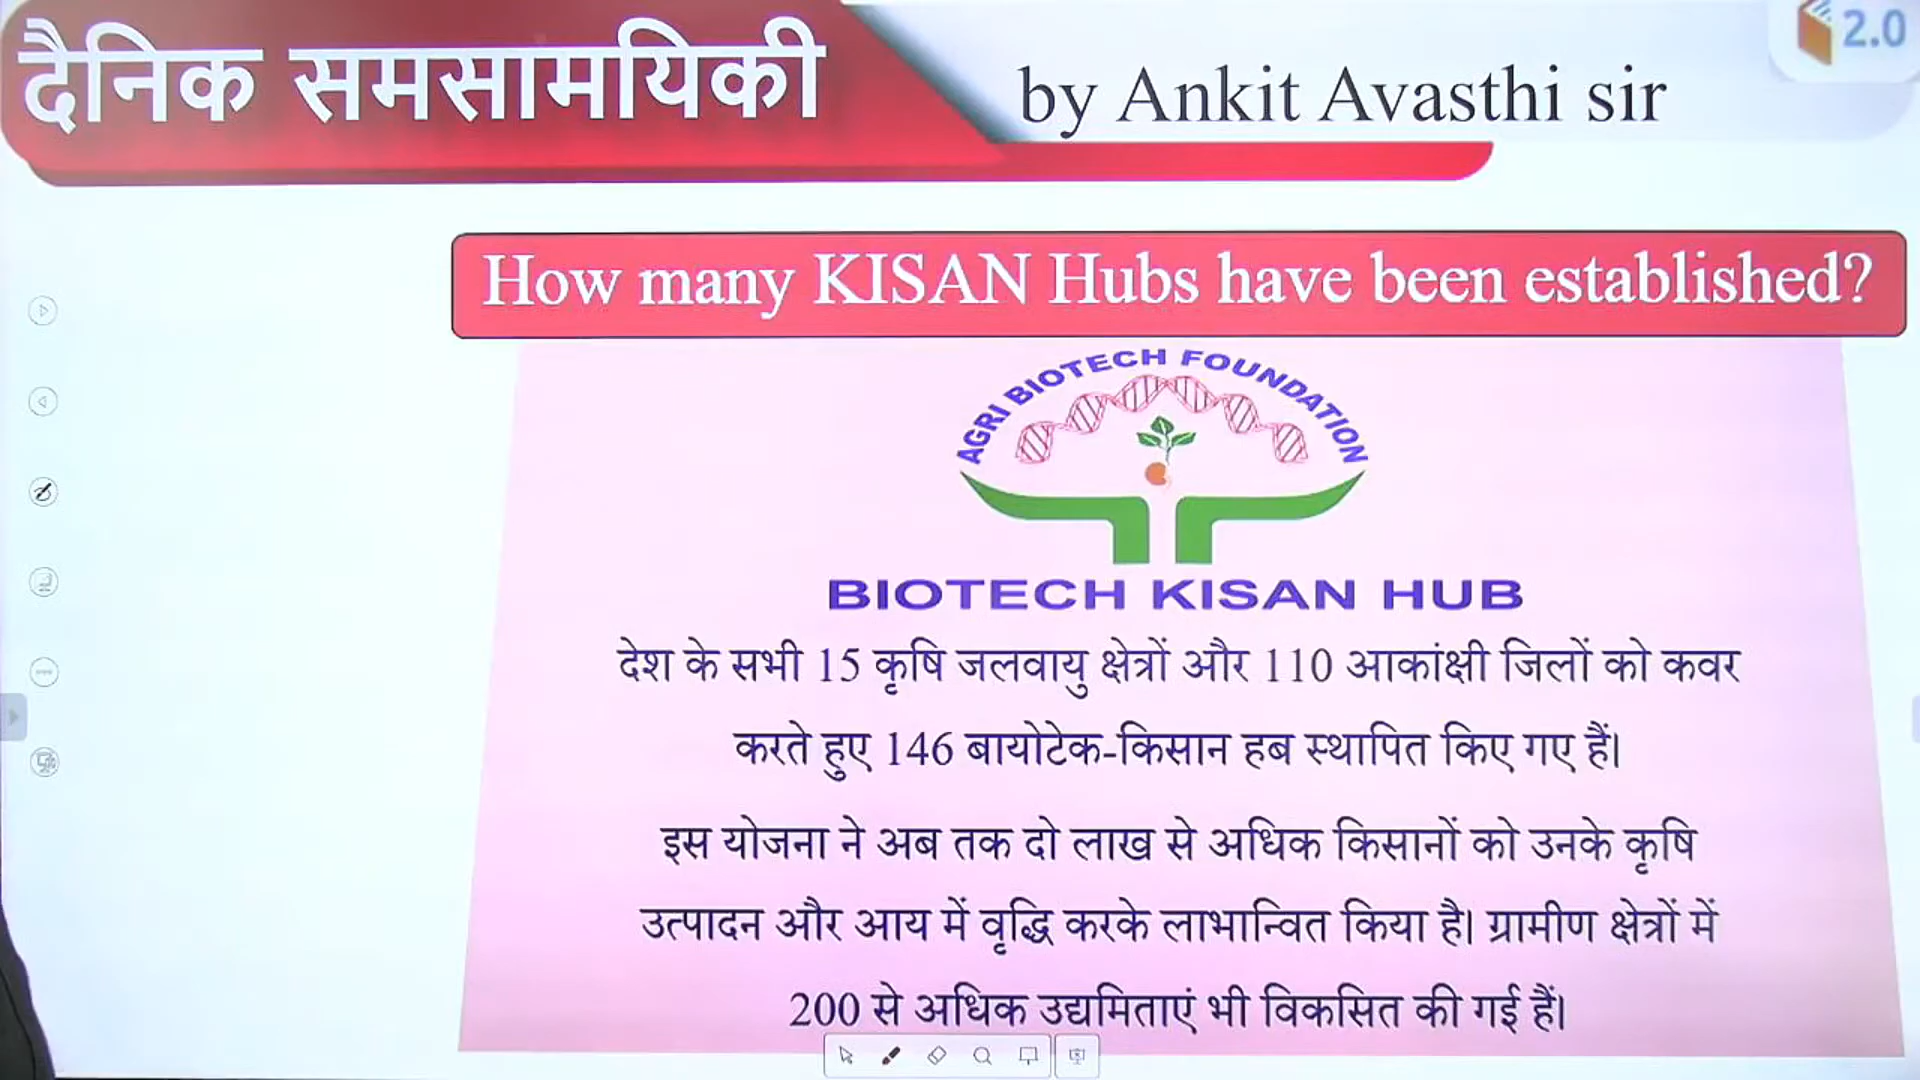 दैनिक समसामयिकी
by Ankit Avasthi sir
2.0
How many KISAN Hubs have been established?
AGRI BIOTECH FOUNDATION
BIOTECH KISAN HUB
देश के सभी 15 कृषि जलवायु क्षेत्रों और 110 आकांक्षी जिलों को कवर
करते हुए 146 बायोटेक-किसान हब स्थापित किए गए हैं।
इस योजना ने अब तक दो लाख से अधिक किसानों को उनके कृषि
उत्पादन और आय में वृद्धि करके लाभान्वित किया है। ग्रामीण क्षेत्रों में
200 से अधिक उद्यमिताएं भी विकसित की गई हैं।